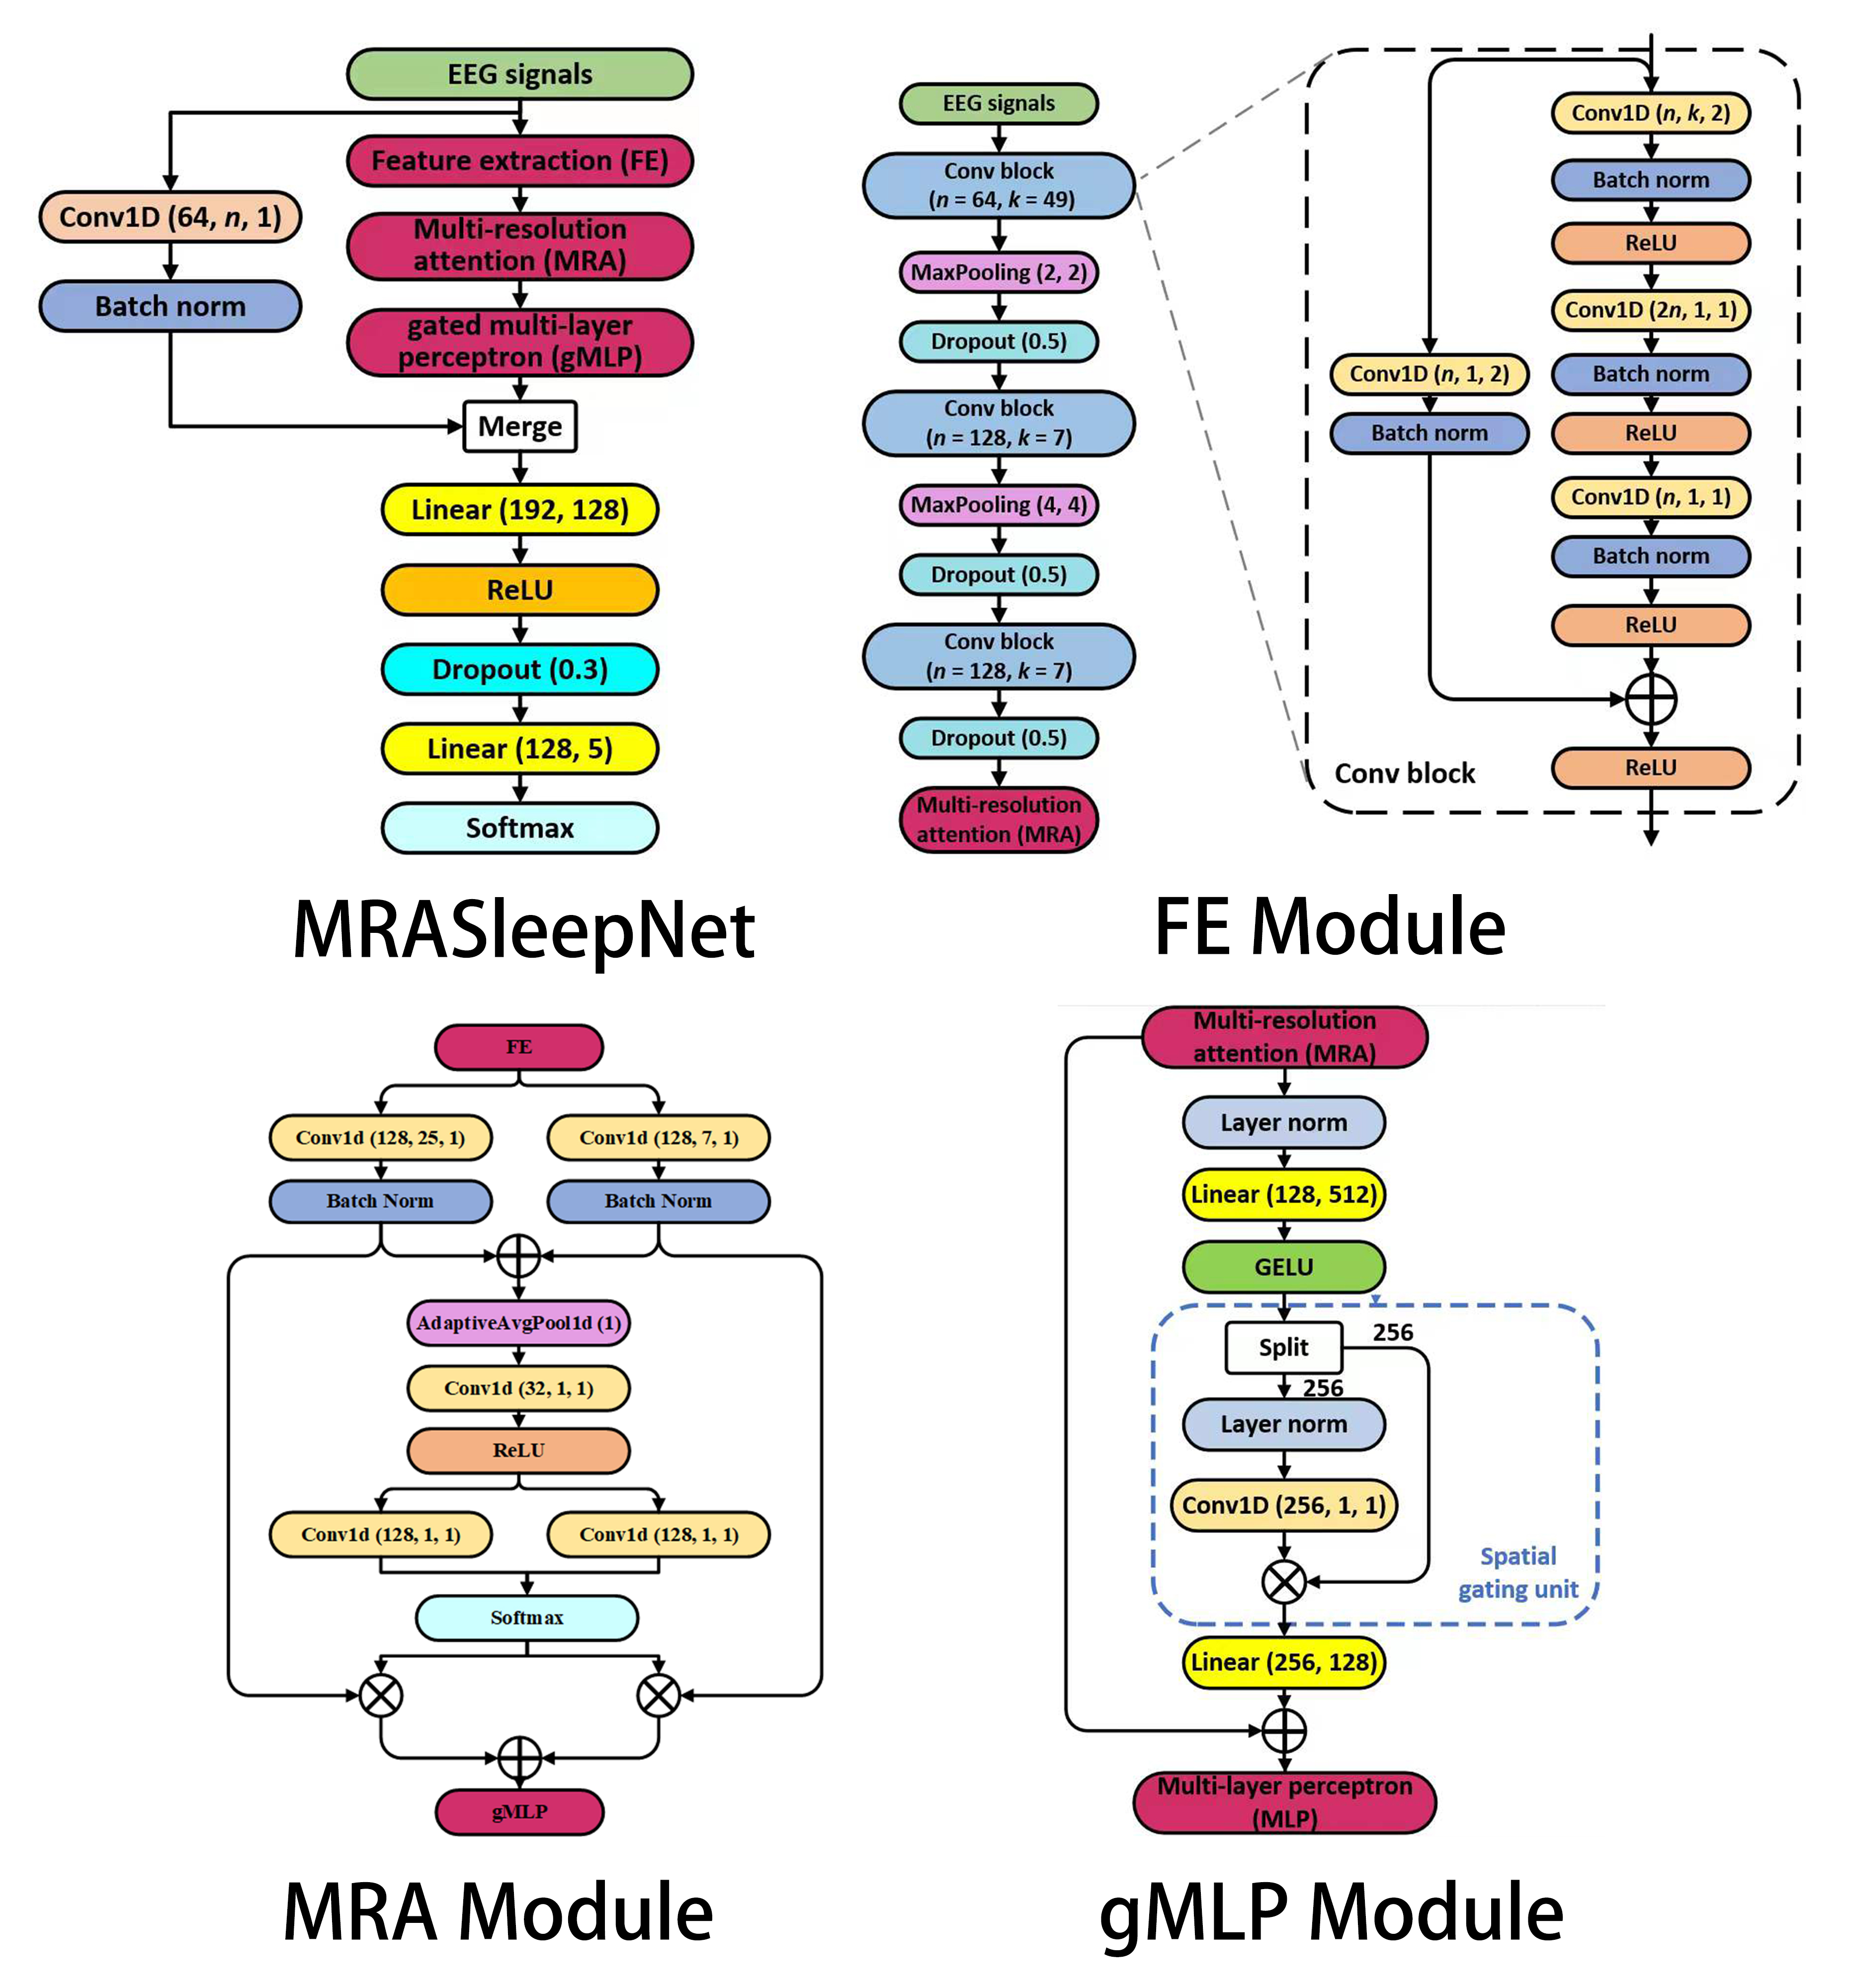 EEG signals
Feature extraction (FE)
Conv1D (64, n, 1)
Multi-resolution
attention (MRA)
Batch norm
gated multi-layer
perceptron (gMLP)
Merge
Linear (192, 128)
ReLU
Dropout (0.3)
Linear (128, 5)
Softmax
MRASleepNet
EEG signals
Conv block
(n = 64, k = 49)
MaxPooling (2, 2)
Dropout (0.5)
Conv block
(n = 128, k = 7)
MaxPooling (4, 4)
Dropout (0.5)
Conv block
(n = 128, k = 7)
Dropout (0.5)
Multi-resolution
attention (MRA)
Conv1D (n, k, 2)
Batch norm
ReLU
Conv1D (2n, 1, 1)
Conv1D (n, 1, 2)
Batch norm
Batch norm
ReLU
Conv1D (n, 1, 1)
Batch norm
ReLU
Conv block
ReLU
FE Module
FE
Conv1d (128, 25, 1)
Conv1d (128, 7, 1)
Batch Norm
Batch Norm
AdaptiveAvgPool1d (1)
Conv1d (32, 1, 1)
ReLU
Conv1d (128, 1, 1)
Conv1d (128, 1, 1)
Softmax
gMLP
MRA Module
Multi-resolution
attention (MRA)
Layer norm
Linear (128, 512)
GELU
Split
256
256
Layer norm
Conv1D (256, 1, 1)
Spatial
gating unit
Linear (256, 128)
Multi-layer perceptron
(MLP)
gMLP Module